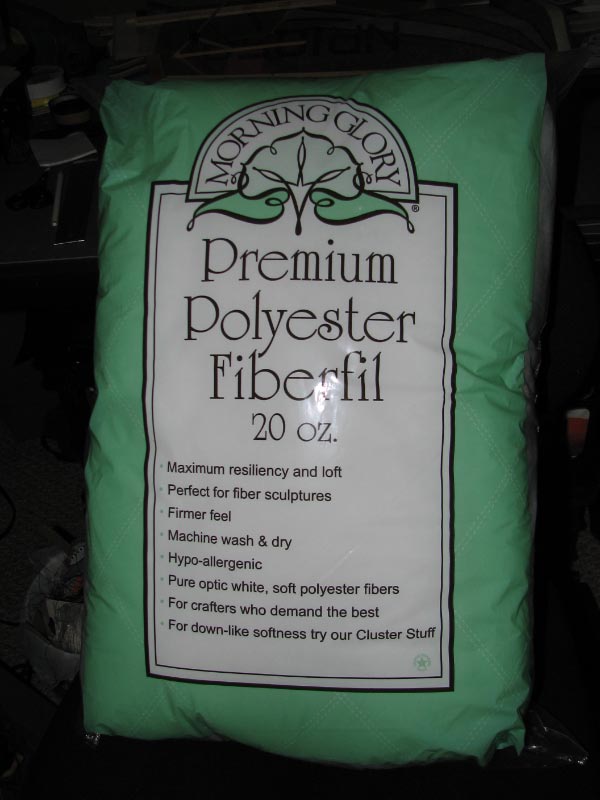 MORNING GLORY
®
Premium
Polyester
Fiberfil
20 oz.
• Maximum resiliency and loft
• Perfect for fiber sculptures
• Firmer feel
• Machine wash & dry
• Hypo-allergenic
• Pure optic white, soft polyester fibers
• For crafters who demand the best
• For down-like softness try our Cluster Stuff